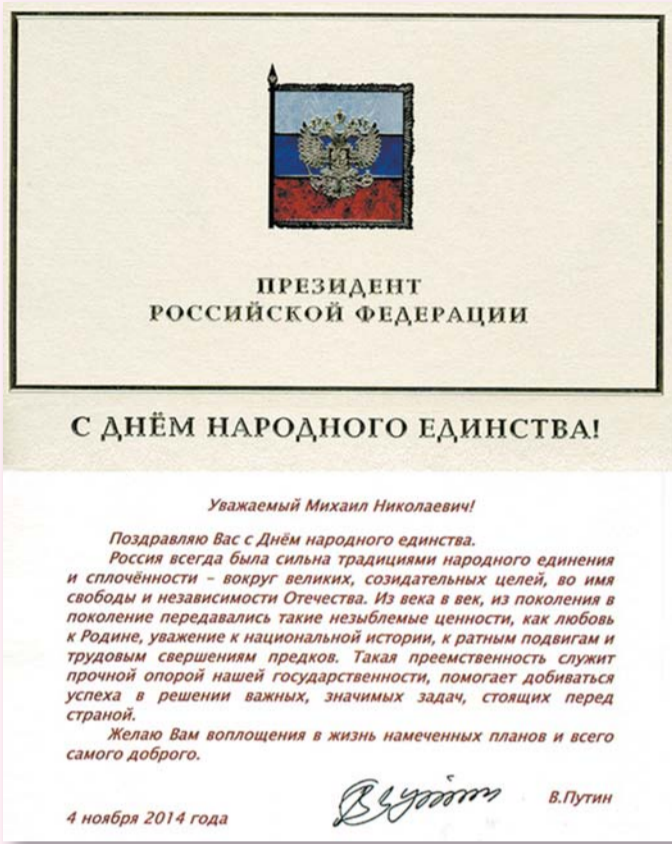 ПРЕЗИДЕНТ
РОССИЙСКОЙ ФЕДЕРАЦИИ
С ДНЁМ НАРОДНОГО ЕДИНСТВА!
Уважаемый Михаил Николаевич!
Поздравляю Вас с Днём народного единства.
Россия всегда была сильна традициями народного единения
и сплочённости – вокруг великих, созидательных целей, во имя
свободы и независимости Отечества. Из века в век, из поколения в
поколение передавались такие незыблемые ценности, как любовь
к Родине, уважение к национальной истории, к ратным подвигам и
трудовым свершениям предков. Такая преемственность служит
прочной опорой нашей государственности, помогает добиваться
успеха в решении важных, значимых задач, стоящих перед
страной.
Желаю Вам воплощения в жизнь намеченных планов и всего
самого доброго.
В.Путин
4 ноября 2014 года